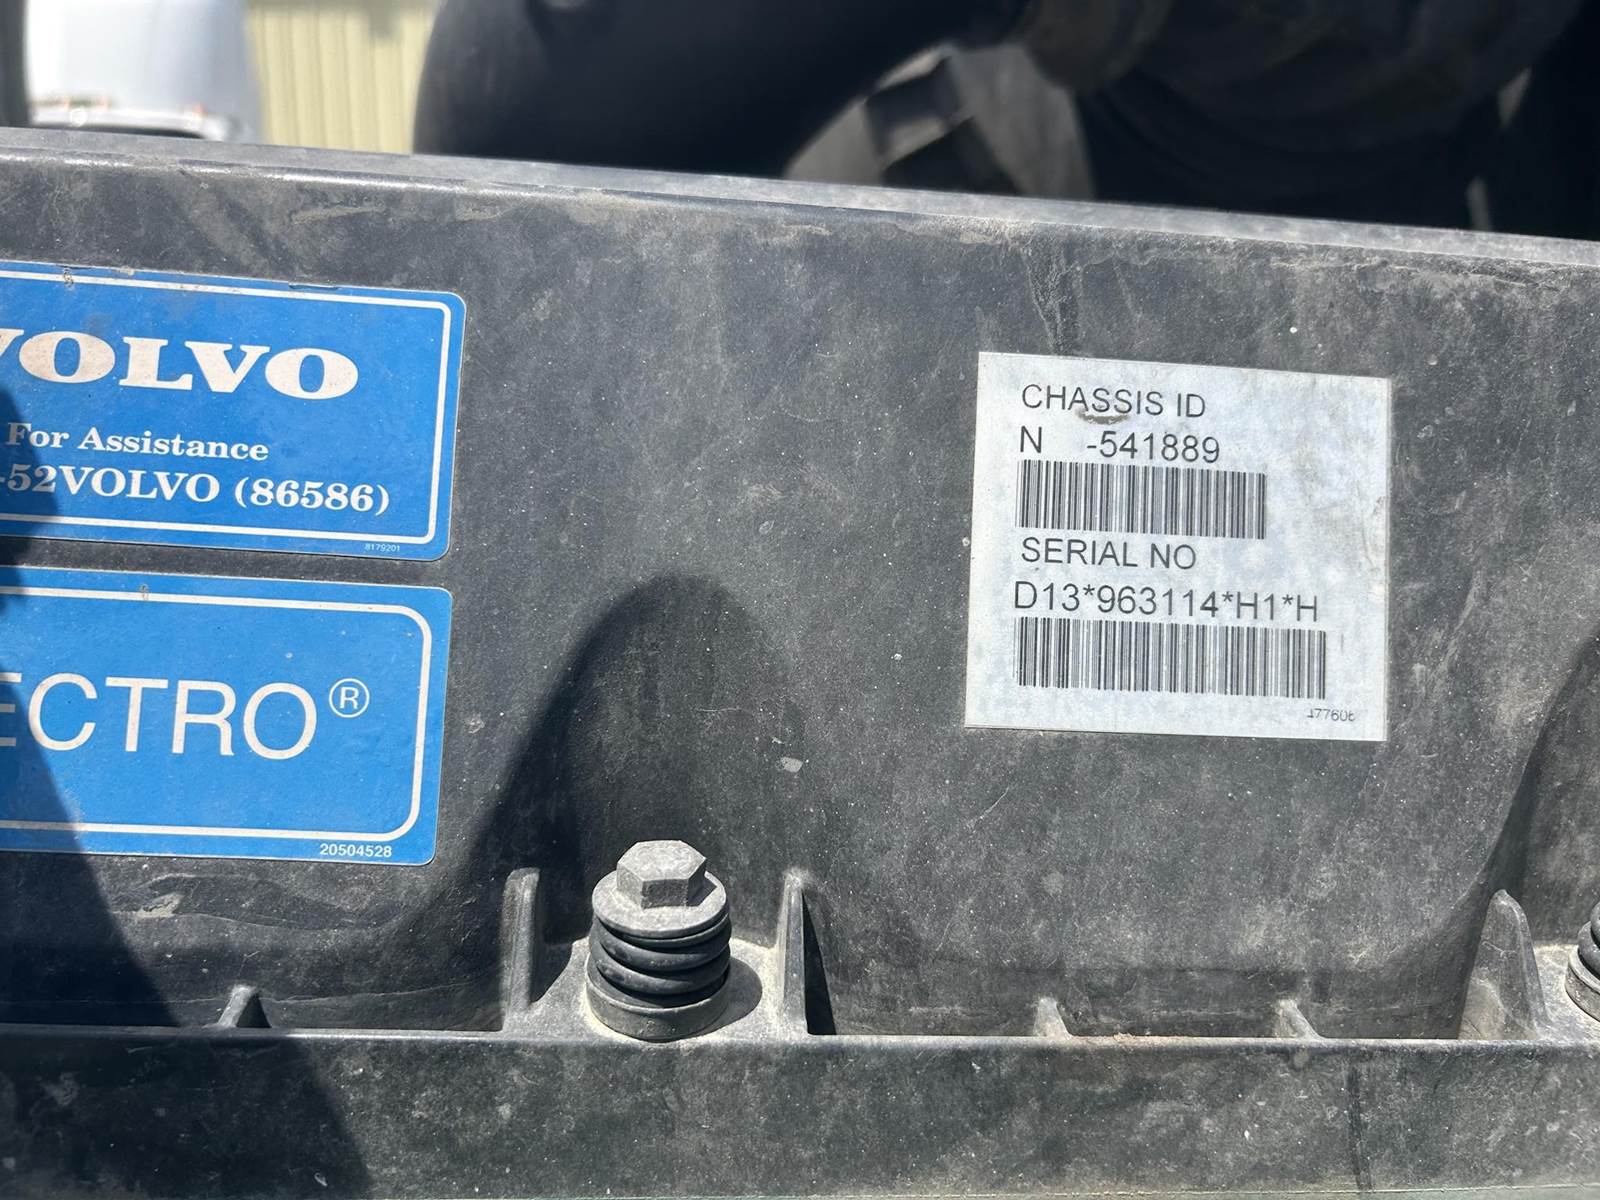 VOLVO
For Assistance
-52VOLVO (86586)
8179201
ECTRO®
20504528
CHASSIS ID
N -541889
SERIAL NO
D13*963114*H1*H